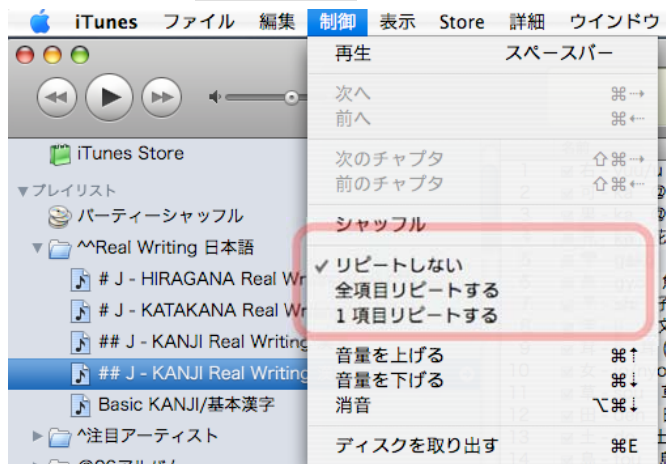 iTunes ファイル 編集 制御 表示 Store 詳細 ウインドウ
再生 スペースバー
次へ ⌘→
前へ ⌘←
次のチャプタ ⇧⌘→
前のチャプタ ⇧⌘←
シャッフル
✓ リピートしない
全項目リピートする
1 項目リピートする
音量を上げる ⌘↑
音量を下げる ⌘↓
消音 ⌥⌘↓
ディスクを取り出す ⌘E
iTunes Store
プレイリスト
パーティーシャッフル
^^Real Writing 日本語
# J - HIRAGANA Real Wr
# J - KATAKANA Real Wr
## J - KANJI Real Writing
## J - KANJI Real Writing
Basic KANJI/基本漢字
^注目アーティスト